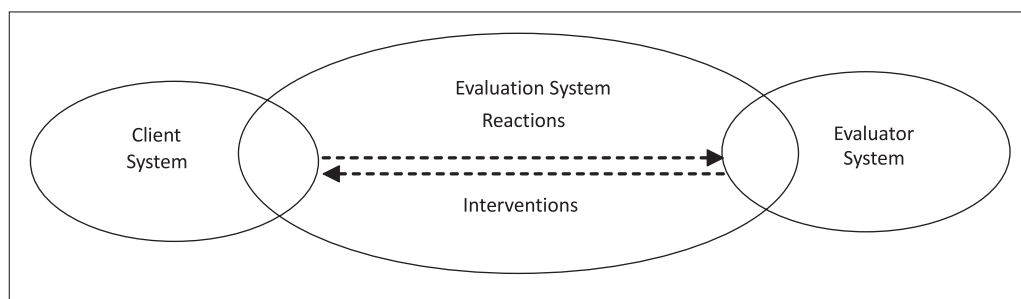 Client
System
Evaluation System
Reactions
Interventions
Evaluator
System